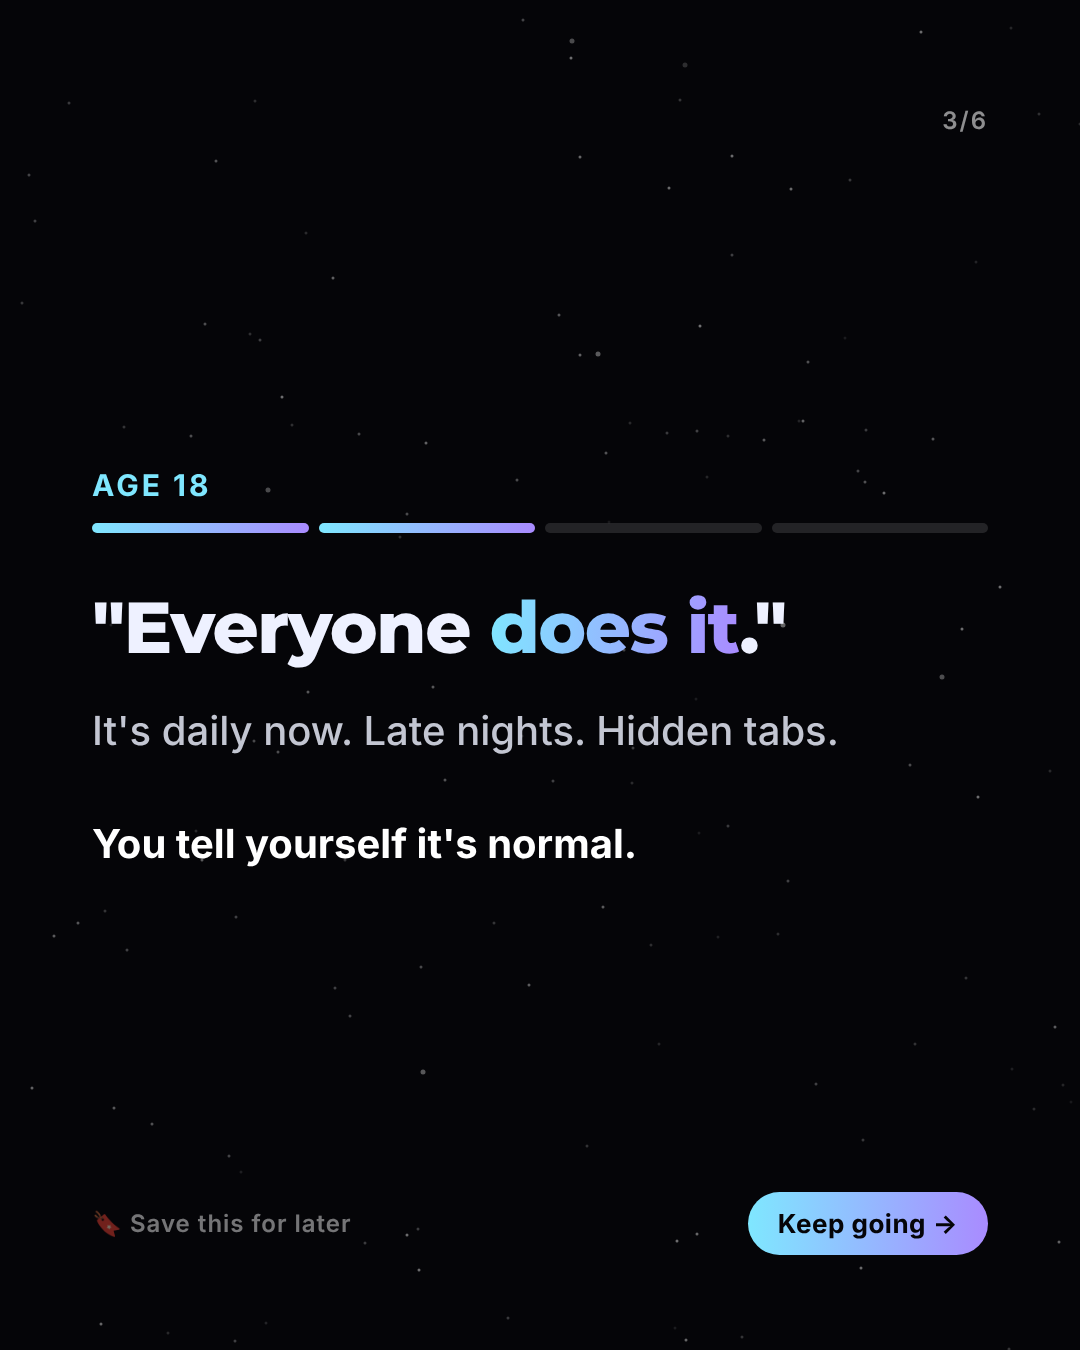 3/6
AGE 18
"Everyone does it."
It's daily now. Late nights. Hidden tabs.
You tell yourself it's normal.
🔖 Save this for later
Keep going →